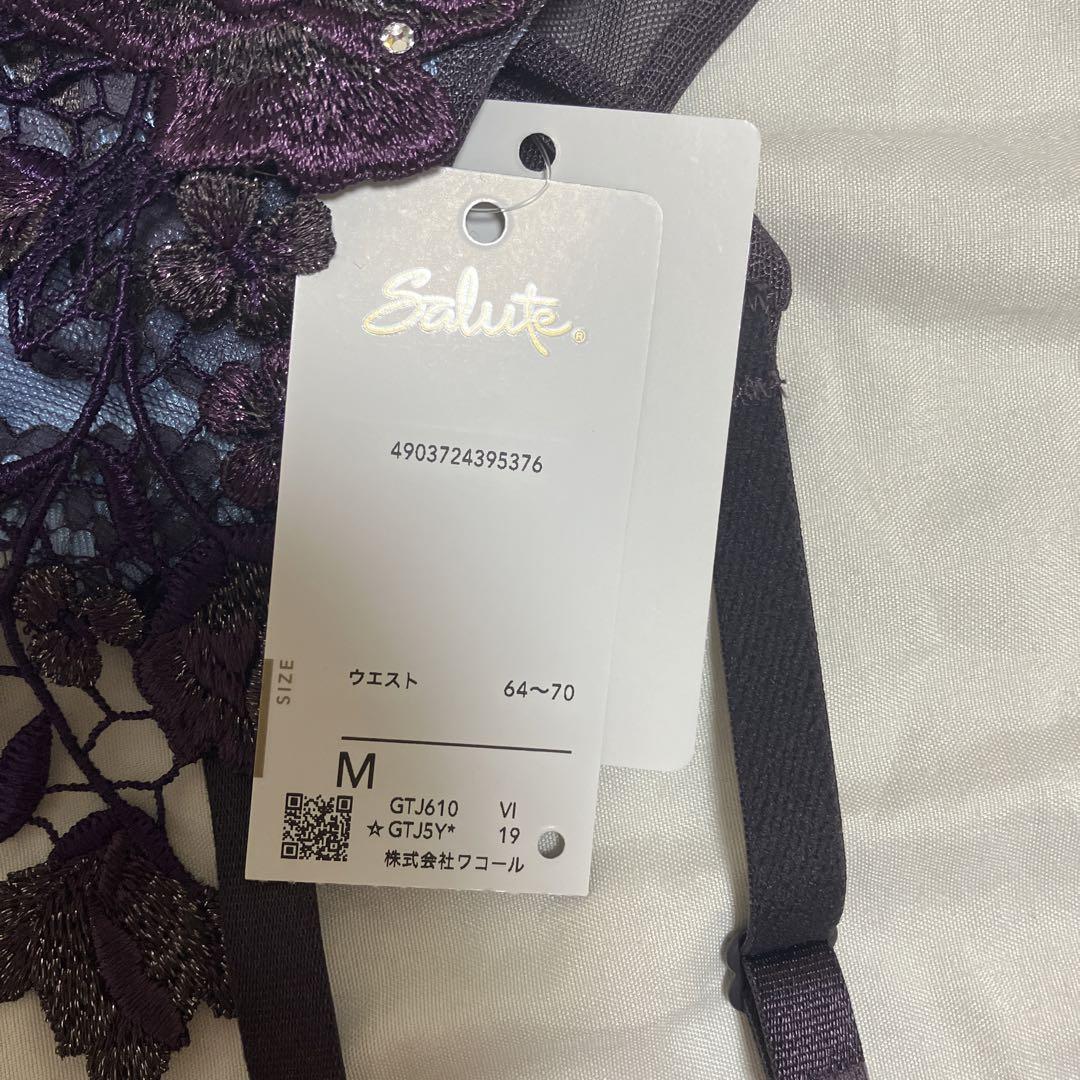 Salute®
4903724395376
SIZE
ウエスト 64〜70
M
GTJ610 VI
☆GTJ5Y* 19
株式会社ワコール